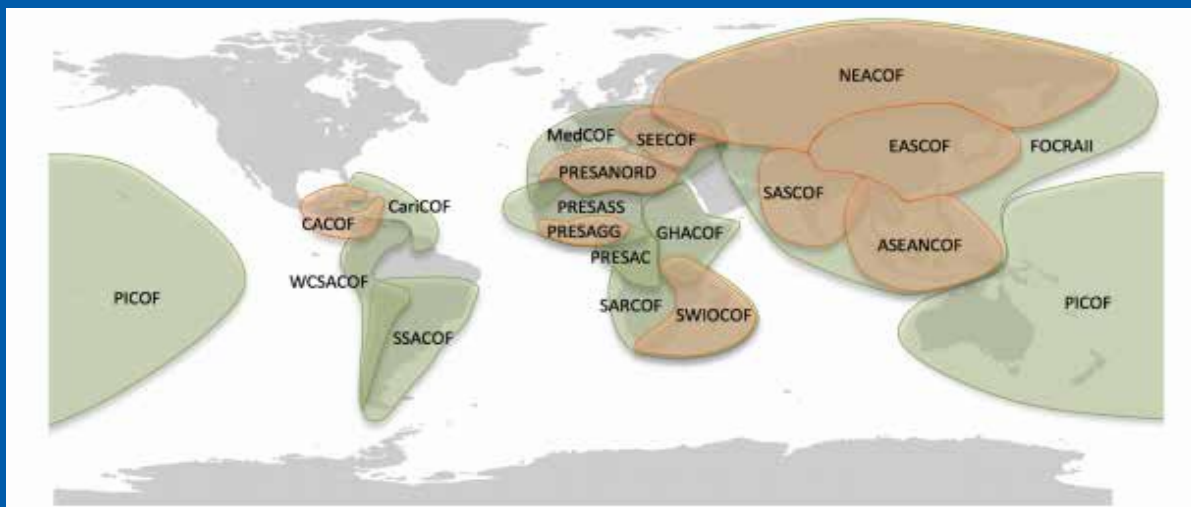 NEACOF
MedCOF
SEECOF
EASCOF
FOCRAII
PRESANORD
SASCOF
CariCOF
PRESASS
CACOF
PRESAGG
GHACOF
ASEANCOF
PRESAC
WCSACOF
PICOF
SARCOF
SWIOCOF
PICOF
SSACOF